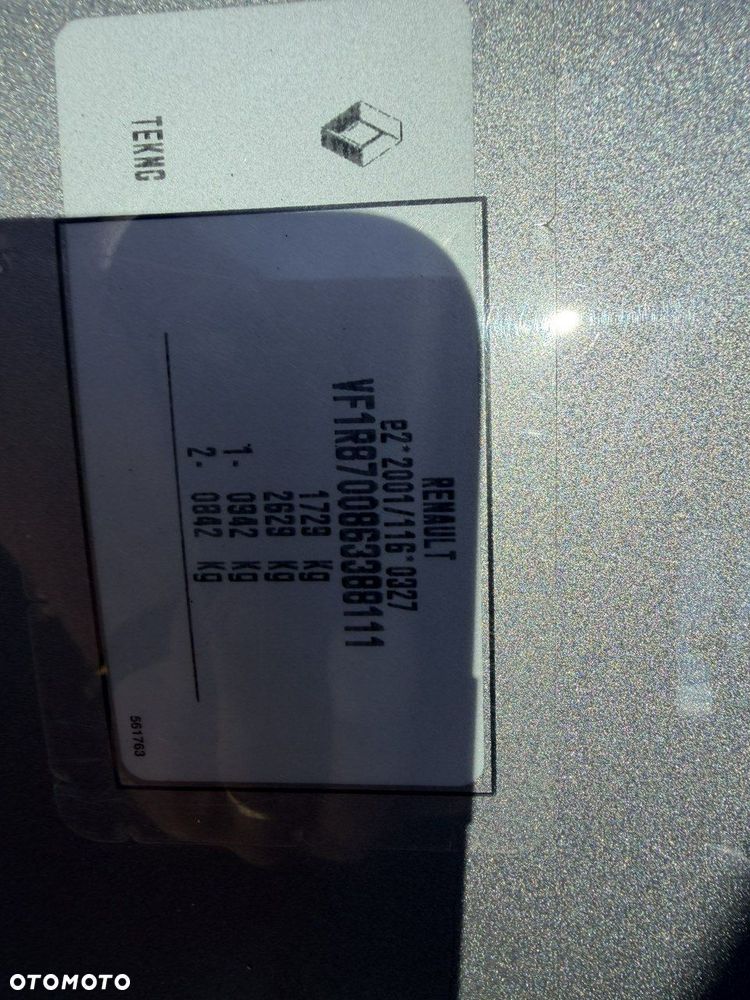 RENAULT
e2*2001/116*0327
VF1R8700863388111
1729 kg
2629 kg
1- 0942 kg
2- 0842 kg
TEKNC
561763
OTOMOTO